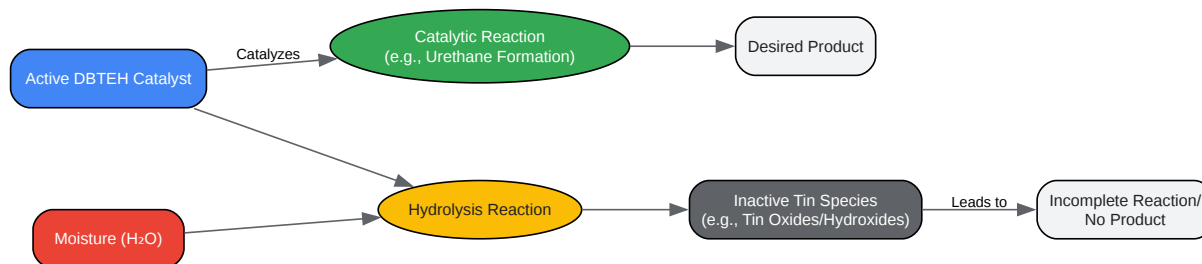 Active DBTEH Catalyst
Catalyzes
Catalytic Reaction
(e.g., Urethane Formation)
Desired Product
Moisture (H₂O)
Hydrolysis Reaction
Inactive Tin Species
(e.g., Tin Oxides/Hydroxides)
Leads to
Incomplete Reaction/
No Product